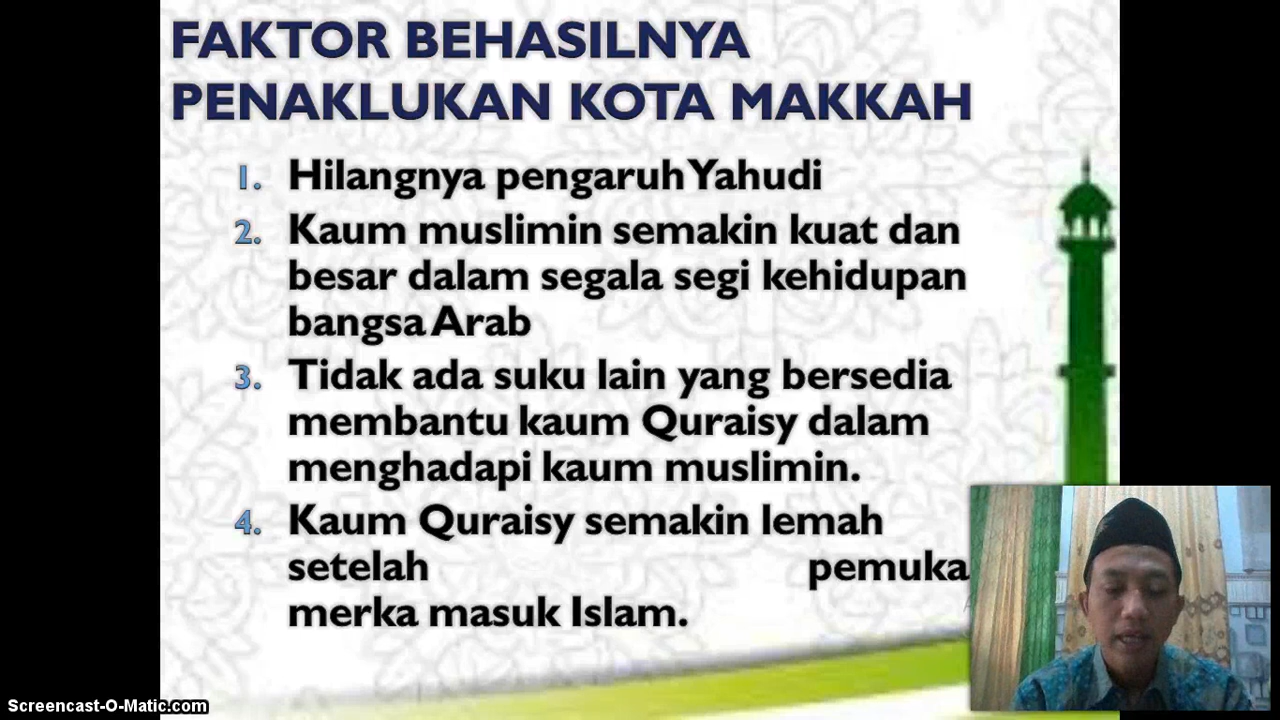 FAKTOR BEHASILNYA
PENAKLUKAN KOTA MAKKAH
1. Hilangnya pengaruh Yahudi
2. Kaum muslimin semakin kuat dan
besar dalam segala segi kehidupan
bangsa Arab
3. Tidak ada suku lain yang bersedia
membantu kaum Quraisy dalam
menghadapi kaum muslimin.
4. Kaum Quraisy semakin lemah
setelah pemuka
merka masuk Islam.
Screencast-O-Matic.com